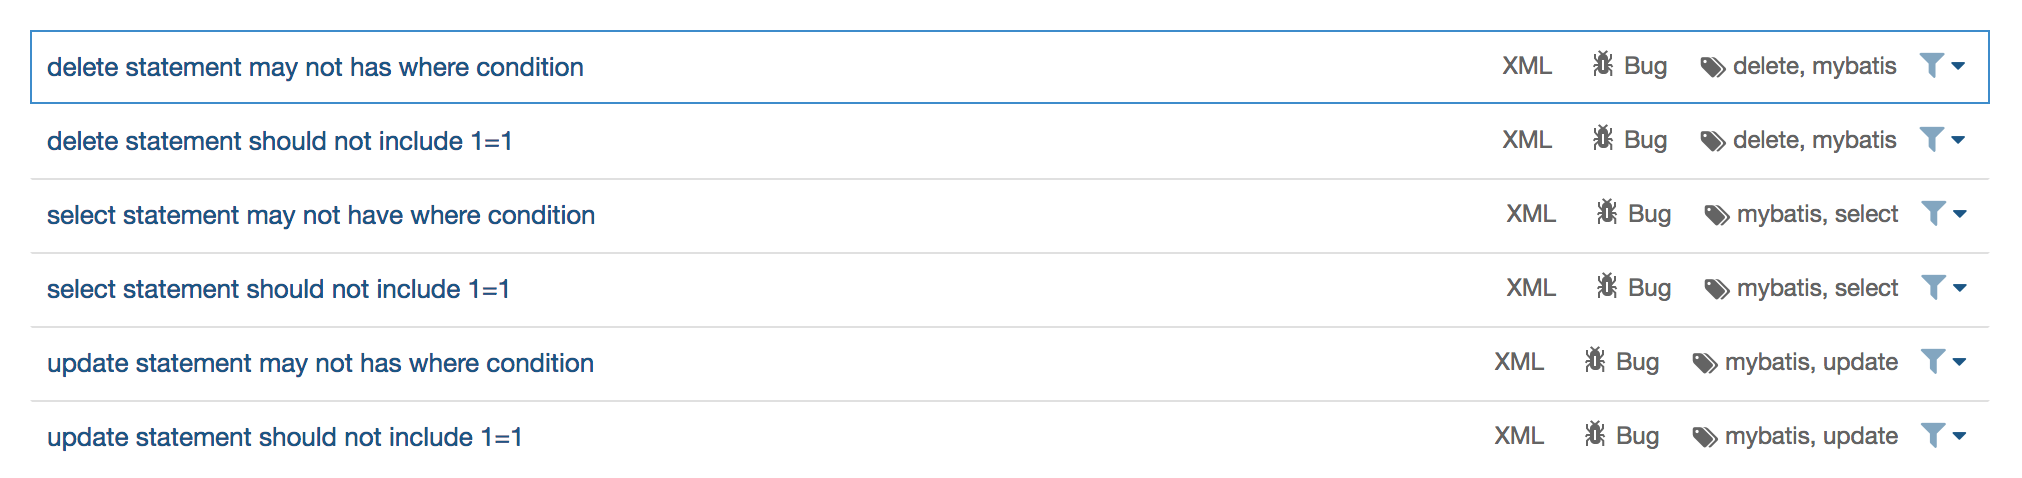 delete statement may not has where condition XML Bug delete, mybatis
delete statement should not include 1=1 XML Bug delete, mybatis
select statement may not have where condition XML Bug mybatis, select
select statement should not include 1=1 XML Bug mybatis, select
update statement may not has where condition XML Bug mybatis, update
update statement should not include 1=1 XML Bug mybatis, update